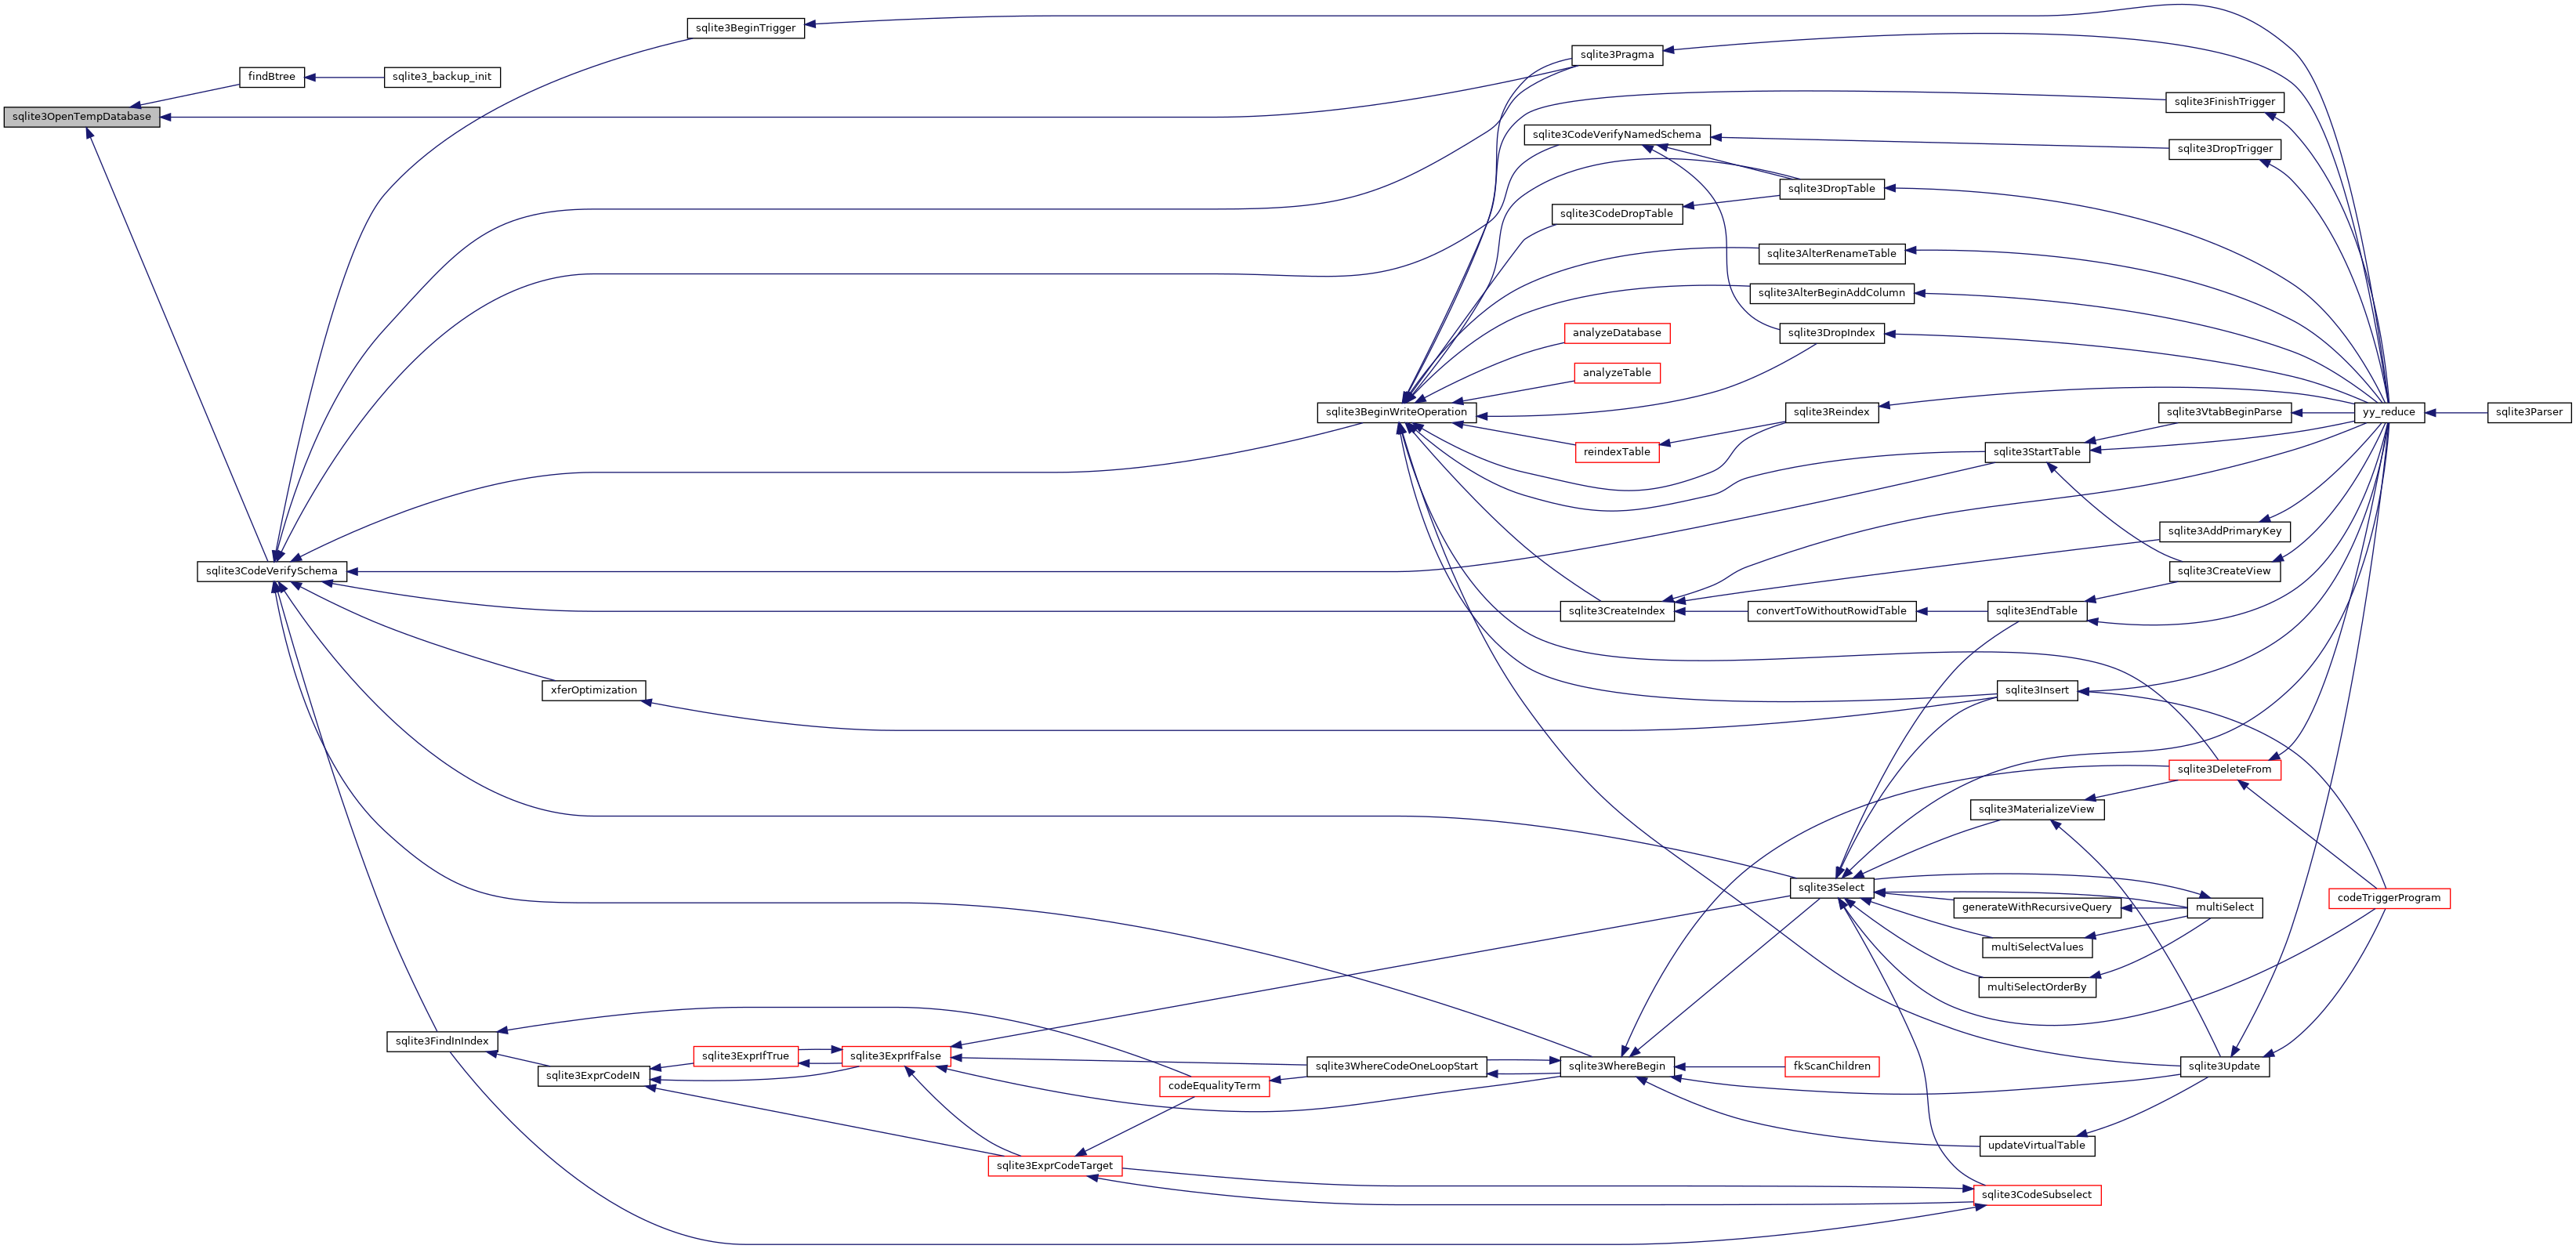 sqlite3BeginTrigger
sqlite3Pragma
findBtree
sqlite3_backup_init
sqlite3FinishTrigger
sqlite3OpenTempDatabase
sqlite3CodeVerifyNamedSchema
sqlite3DropTrigger
sqlite3DropTable
sqlite3CodeDropTable
sqlite3AlterRenameTable
sqlite3AlterBeginAddColumn
analyzeDatabase
sqlite3DropIndex
analyzeTable
sqlite3BeginWriteOperation
sqlite3Reindex
sqlite3VtabBeginParse
yy_reduce
sqlite3Parser
reindexTable
sqlite3StartTable
sqlite3AddPrimaryKey
sqlite3CodeVerifySchema
sqlite3CreateView
sqlite3CreateIndex
convertToWithoutRowidTable
sqlite3EndTable
xferOptimization
sqlite3Insert
sqlite3DeleteFrom
sqlite3MaterializeView
sqlite3Select
codeTriggerProgram
generateWithRecursiveQuery
multiSelect
multiSelectValues
multiSelectOrderBy
sqlite3FindInIndex
sqlite3ExprIfTrue
sqlite3ExprIfFalse
sqlite3WhereCodeOneLoopStart
sqlite3WhereBegin
fkScanChildren
sqlite3Update
sqlite3ExprCodeIN
codeEqualityTerm
updateVirtualTable
sqlite3ExprCodeTarget
sqlite3CodeSubselect